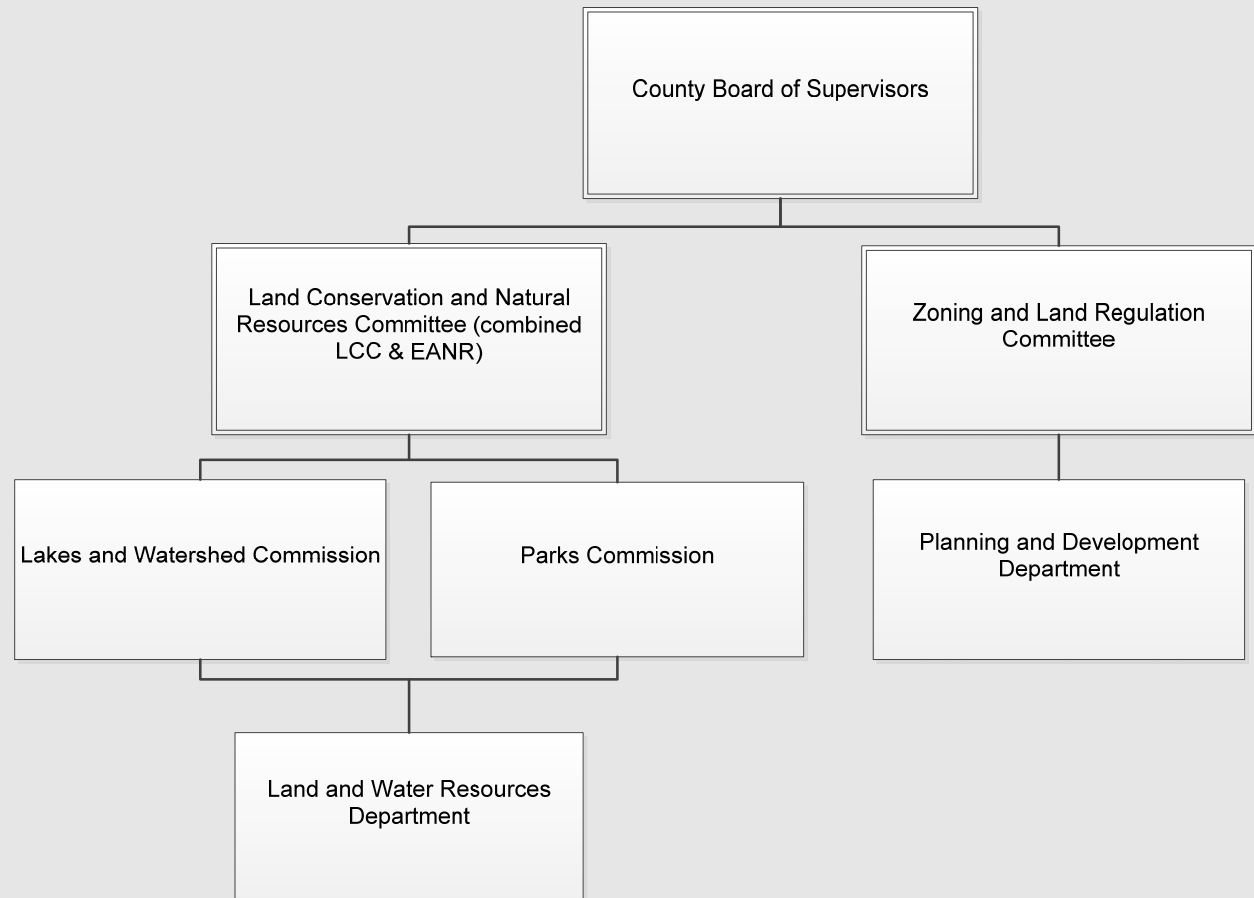 County Board of Supervisors
Land Conservation and Natural
Resources Committee (combined
LCC & EANR)
Zoning and Land Regulation
Committee
Lakes and Watershed Commission
Parks Commission
Planning and Development
Department
Land and Water Resources
Department